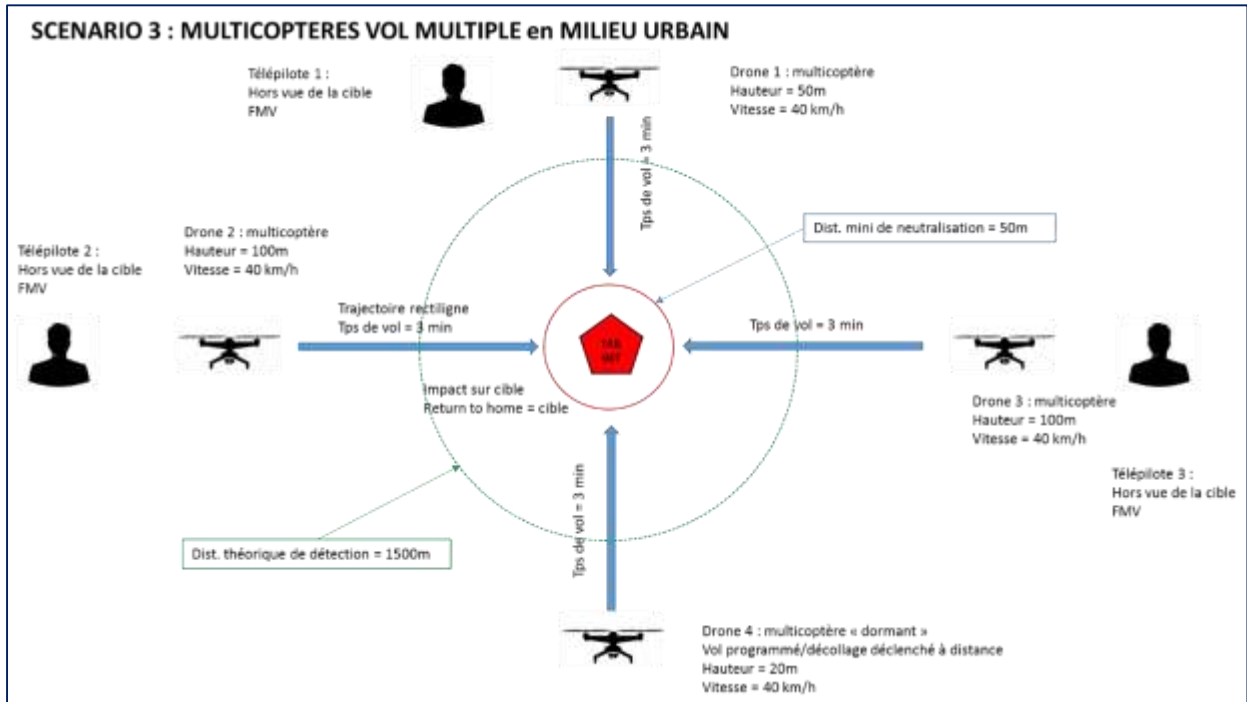 SCENARIO 3 : MULTICOPTERES VOL MULTIPLE en MILIEU URBAIN
Télépilote 1 :
Hors vue de la cible
FMV
Drone 1 : multicoptère
Hauteur = 50m
Vitesse = 40 km/h
Tps de vol = 3 min
Dist. mini de neutralisation = 50m
Télépilote 2 :
Hors vue de la cible
FMV
Drone 2 : multicoptère
Hauteur = 100m
Vitesse = 40 km/h
Trajectoire rectiligne
Tps de vol = 3 min
Tps de vol = 3 min
Impact sur cible
Return to home = cible
Drone 3 : multicoptère
Hauteur = 100m
Vitesse = 40 km/h
Télépilote 3 :
Hors vue de la cible
FMV
Dist. théorique de détection = 1500m
Tps de vol = 3 min
Drone 4 : multicoptère « dormant »
Vol programmé/décollage déclenché à distance
Hauteur = 20m
Vitesse = 40 km/h